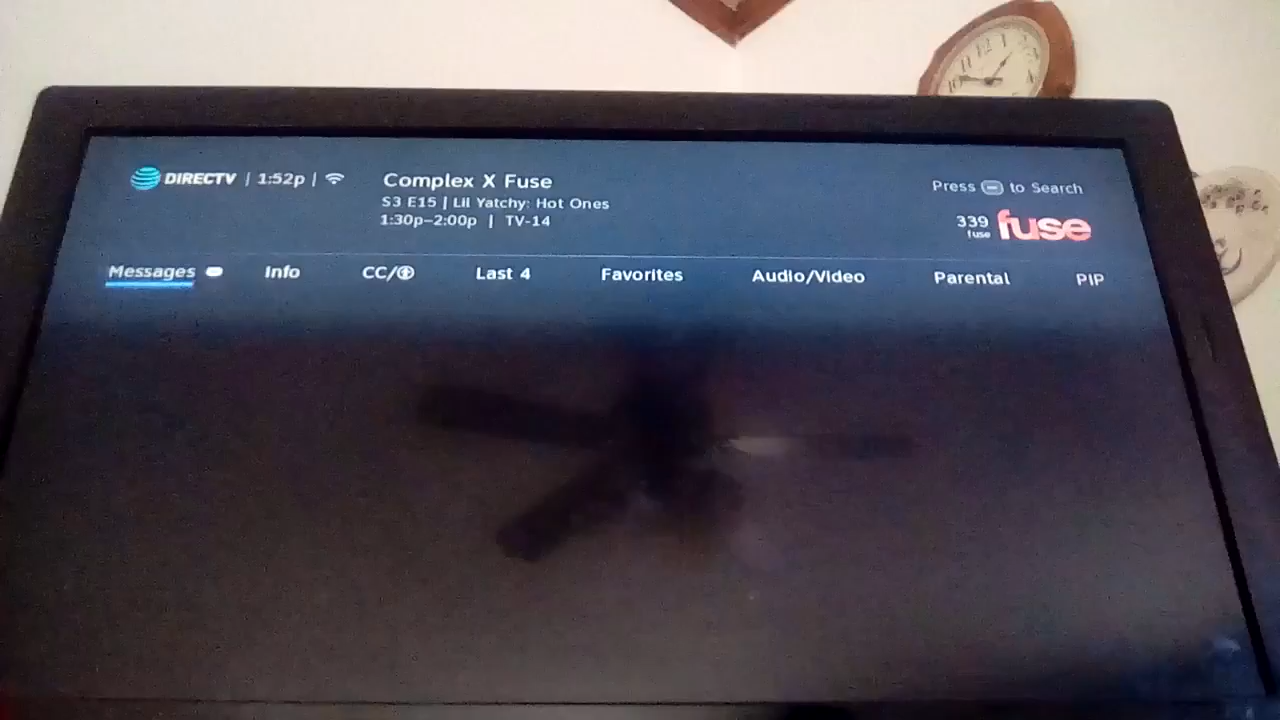 DIRECTV | 1:52p |
Complex X Fuse
S3 E15 | Lil Yatchy: Hot Ones
1:30p–2:00p | TV-14
Press to Search
339
fuse
fuse
Messages Info CC/ Last 4 Favorites Audio/Video Parental PIP